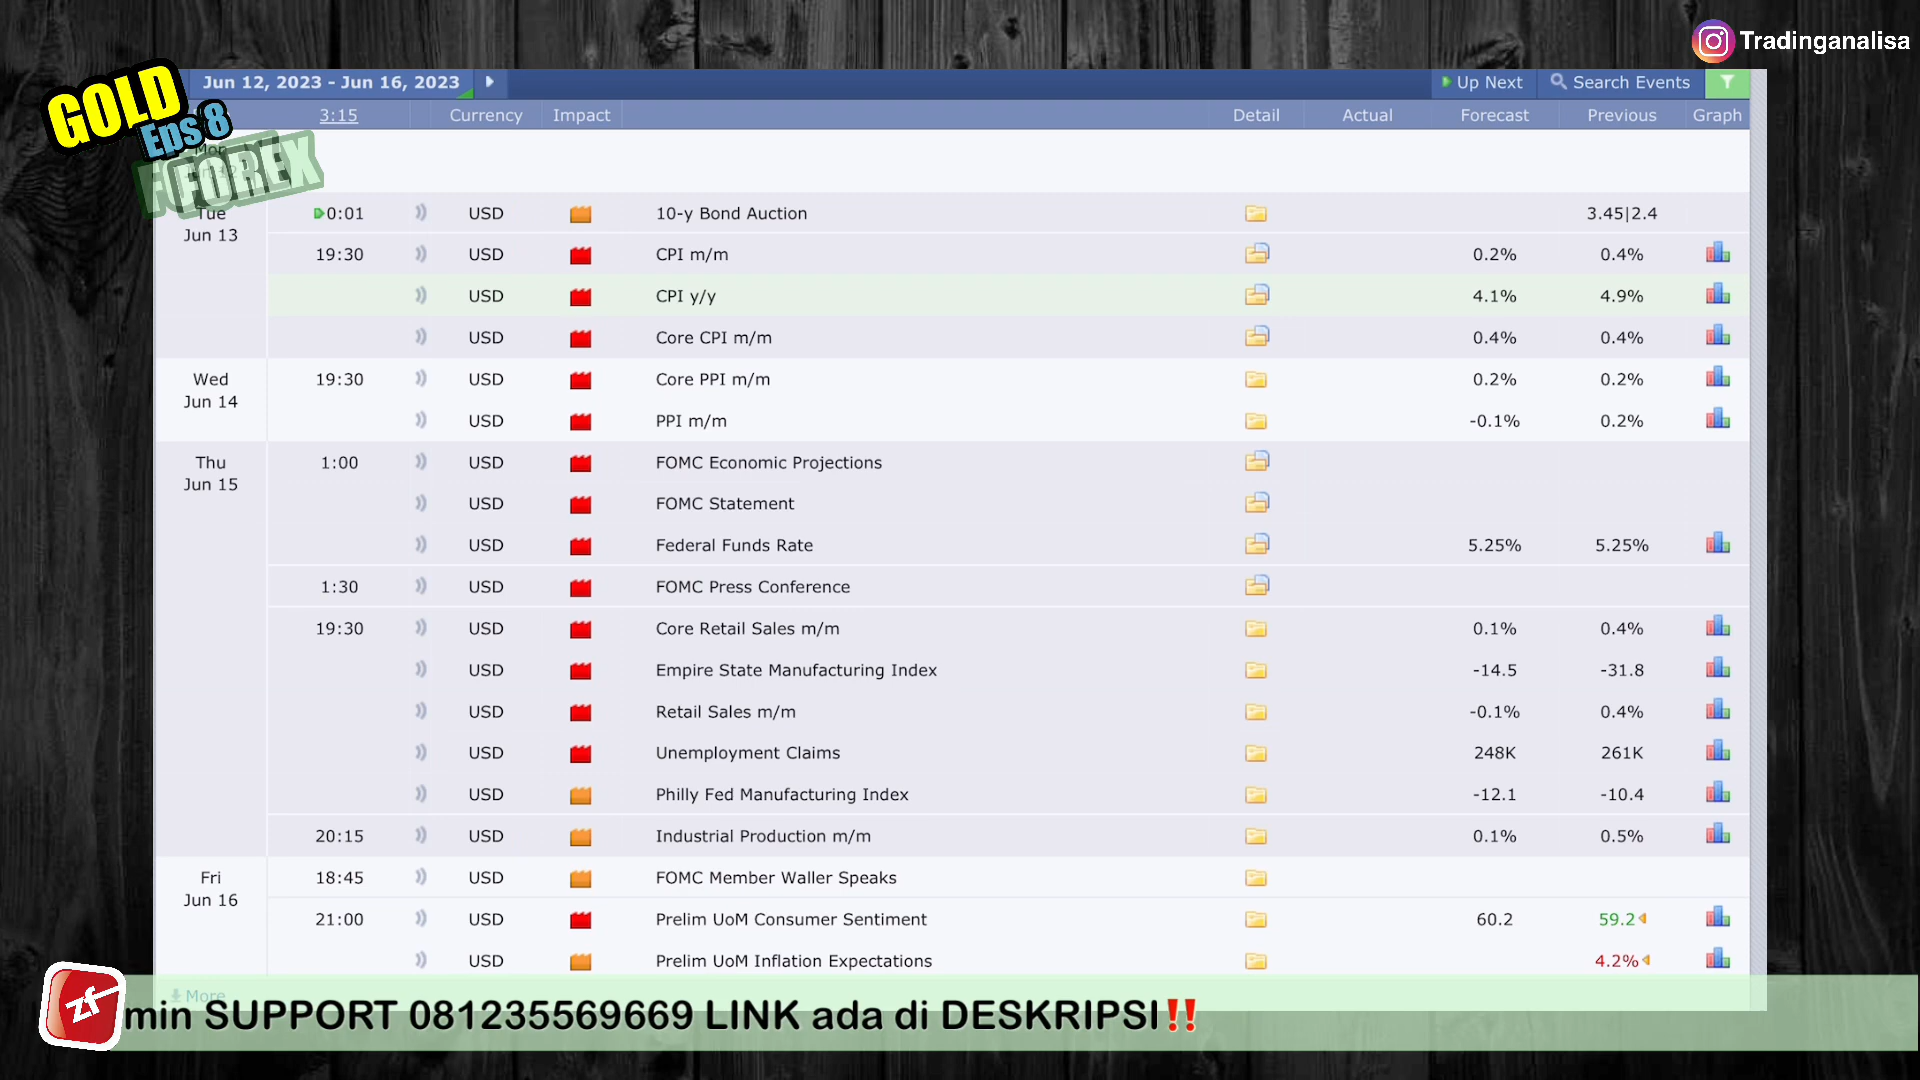 Tradinganalisa
GOLD
Eps 8
FOREX
Jun 12, 2023 - Jun 16, 2023
Up Next
Search Events
3:15 Currency Impact Detail Actual Forecast Previous Graph
Mon
Tue
Jun 13
0:01 USD 10-y Bond Auction 3.45|2.4
19:30 USD CPI m/m 0.2% 0.4%
USD CPI y/y 4.1% 4.9%
USD Core CPI m/m 0.4% 0.4%
Wed
Jun 14
19:30 USD Core PPI m/m 0.2% 0.2%
USD PPI m/m -0.1% 0.2%
Thu
Jun 15
1:00 USD FOMC Economic Projections
USD FOMC Statement
USD Federal Funds Rate 5.25% 5.25%
1:30 USD FOMC Press Conference
19:30 USD Core Retail Sales m/m 0.1% 0.4%
USD Empire State Manufacturing Index -14.5 -31.8
USD Retail Sales m/m -0.1% 0.4%
USD Unemployment Claims 248K 261K
USD Philly Fed Manufacturing Index -12.1 -10.4
20:15 USD Industrial Production m/m 0.1% 0.5%
Fri
Jun 16
18:45 USD FOMC Member Waller Speaks
21:00 USD Prelim UoM Consumer Sentiment 60.2 59.2
USD Prelim UoM Inflation Expectations 4.2%
More
zf
min SUPPORT 081235569669 LINK ada di DESKRIPSI‼️